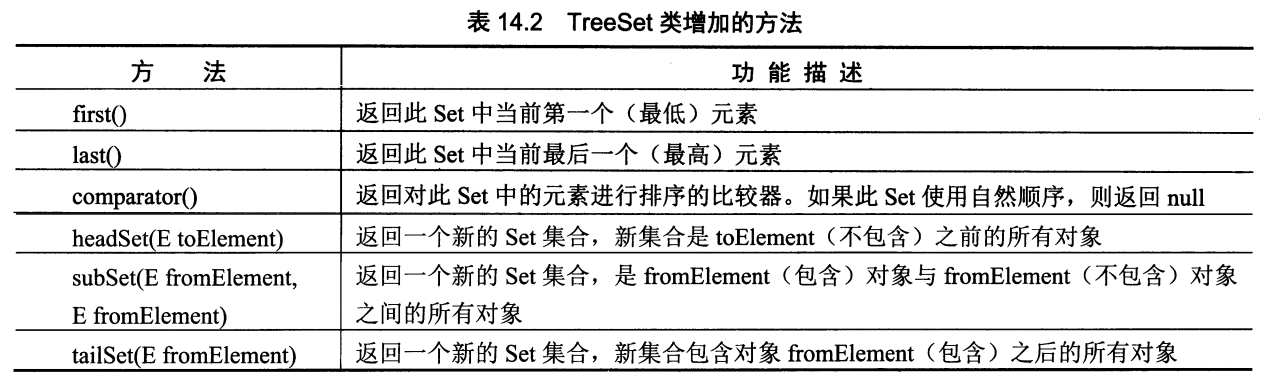 表 14.2 TreeSet 类增加的方法
方 法 功 能 描 述
first() 返回此 Set 中当前第一个（最低）元素
last() 返回此 Set 中当前最后一个（最高）元素
comparator() 返回对此 Set 中的元素进行排序的比较器。如果此 Set 使用自然顺序，则返回 null
headSet(E toElement) 返回一个新的 Set 集合，新集合是 toElement（不包含）之前的所有对象
subSet(E fromElement, 返回一个新的 Set 集合，是 fromElement（包含）对象与 fromElement（不包含）对象
E fromElement) 之间的所有对象
tailSet(E fromElement) 返回一个新的 Set 集合，新集合包含对象 fromElement（包含）之后的所有对象